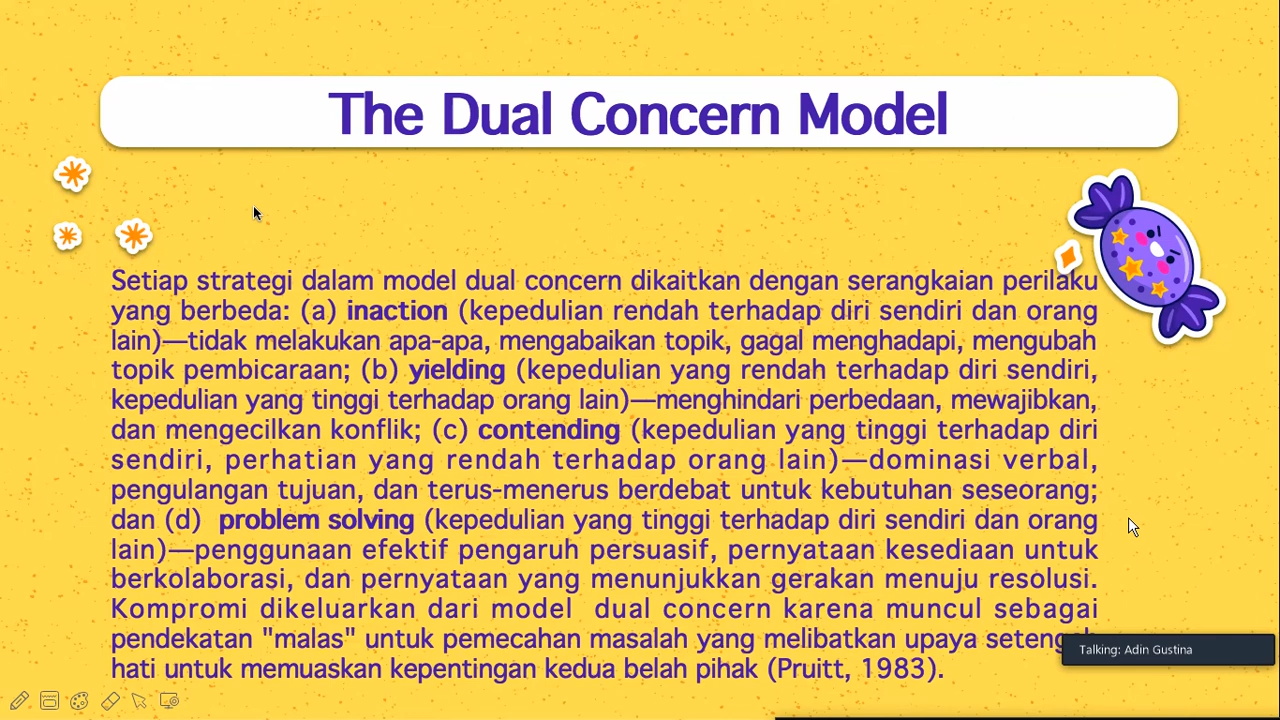 The Dual Concern Model
Setiap strategi dalam model dual concern dikaitkan dengan serangkaian perilaku
yang berbeda: (a) inaction (kepedulian rendah terhadap diri sendiri dan orang
lain)—tidak melakukan apa-apa, mengabaikan topik, gagal menghadapi, mengubah
topik pembicaraan; (b) yielding (kepedulian yang rendah terhadap diri sendiri,
kepedulian yang tinggi terhadap orang lain)—menghindari perbedaan, mewajibkan,
dan mengecilkan konflik; (c) contending (kepedulian yang tinggi terhadap diri
sendiri, perhatian yang rendah terhadap orang lain)—dominasi verbal,
pengulangan tujuan, dan terus-menerus berdebat untuk kebutuhan seseorang;
dan (d) problem solving (kepedulian yang tinggi terhadap diri sendiri dan orang
lain)—penggunaan efektif pengaruh persuasif, pernyataan kesediaan untuk
berkolaborasi, dan pernyataan yang menunjukkan gerakan menuju resolusi.
Kompromi dikeluarkan dari model dual concern karena muncul sebagai
pendekatan "malas" untuk pemecahan masalah yang melibatkan upaya setengah
hati untuk memuaskan kepentingan kedua belah pihak (Pruitt, 1983).
Talking: Adin Gustina